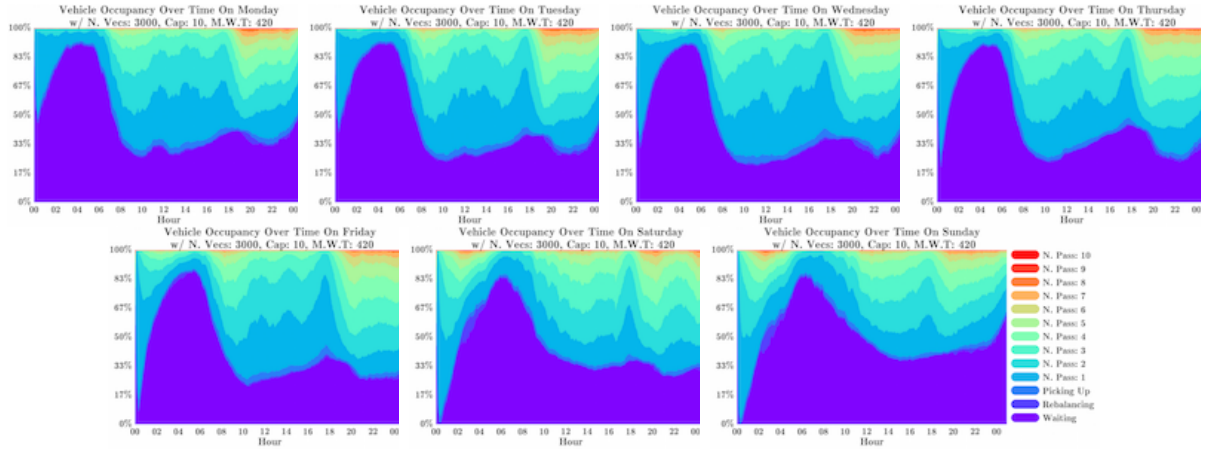 Vehicle Occupancy Over Time On Monday
w/ N. Vecs: 3000, Cap: 10, M.W.T: 420
100%
83%
67%
50%
33%
17%
0%
00 02 04 06 08 10 12 14 16 18 20 22 00
Hour
Vehicle Occupancy Over Time On Tuesday
w/ N. Vecs: 3000, Cap: 10, M.W.T: 420
100%
83%
67%
50%
33%
17%
0%
00 02 04 06 08 10 12 14 16 18 20 22 00
Hour
Vehicle Occupancy Over Time On Wednesday
w/ N. Vecs: 3000, Cap: 10, M.W.T: 420
100%
83%
67%
50%
33%
17%
0%
00 02 04 06 08 10 12 14 16 18 20 22 00
Hour
Vehicle Occupancy Over Time On Thursday
w/ N. Vecs: 3000, Cap: 10, M.W.T: 420
100%
83%
67%
50%
33%
17%
0%
00 02 04 06 08 10 12 14 16 18 20 22 00
Hour
Vehicle Occupancy Over Time On Friday
w/ N. Vecs: 3000, Cap: 10, M.W.T: 420
100%
83%
67%
50%
33%
17%
0%
00 02 04 06 08 10 12 14 16 18 20 22 00
Hour
Vehicle Occupancy Over Time On Saturday
w/ N. Vecs: 3000, Cap: 10, M.W.T: 420
100%
83%
67%
50%
33%
17%
0%
00 02 04 06 08 10 12 14 16 18 20 22 00
Hour
Vehicle Occupancy Over Time On Sunday
w/ N. Vecs: 3000, Cap: 10, M.W.T: 420
100%
83%
67%
50%
33%
17%
0%
00 02 04 06 08 10 12 14 16 18 20 22 00
Hour
N. Pass: 10
N. Pass: 9
N. Pass: 8
N. Pass: 7
N. Pass: 6
N. Pass: 5
N. Pass: 4
N. Pass: 3
N. Pass: 2
N. Pass: 1
Picking Up
Rebalancing
Waiting